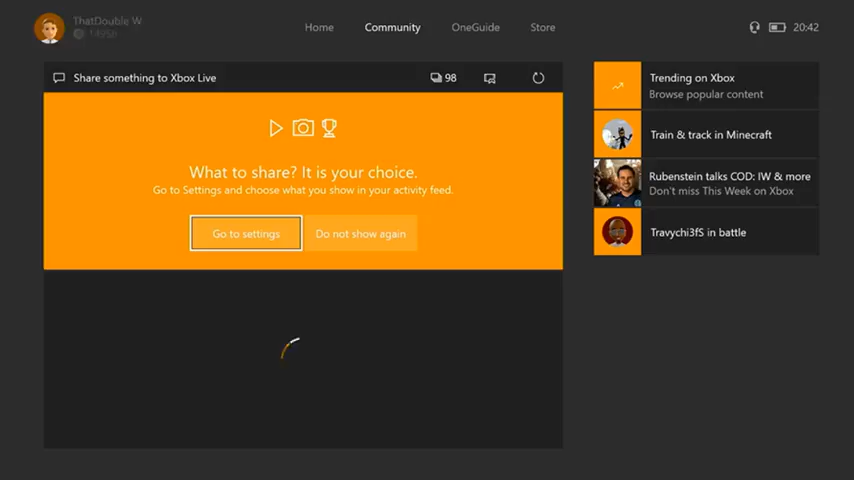 ThatDouble W
14956
Home Community OneGuide Store
20:42
Share something to Xbox Live
98
What to share? It is your choice.
Go to Settings and choose what you show in your activity feed.
Go to settings
Do not show again
Trending on Xbox
Browse popular content
Train & track in Minecraft
Rubenstein talks COD: IW & more
Don't miss This Week on Xbox
Travychi3fS in battle